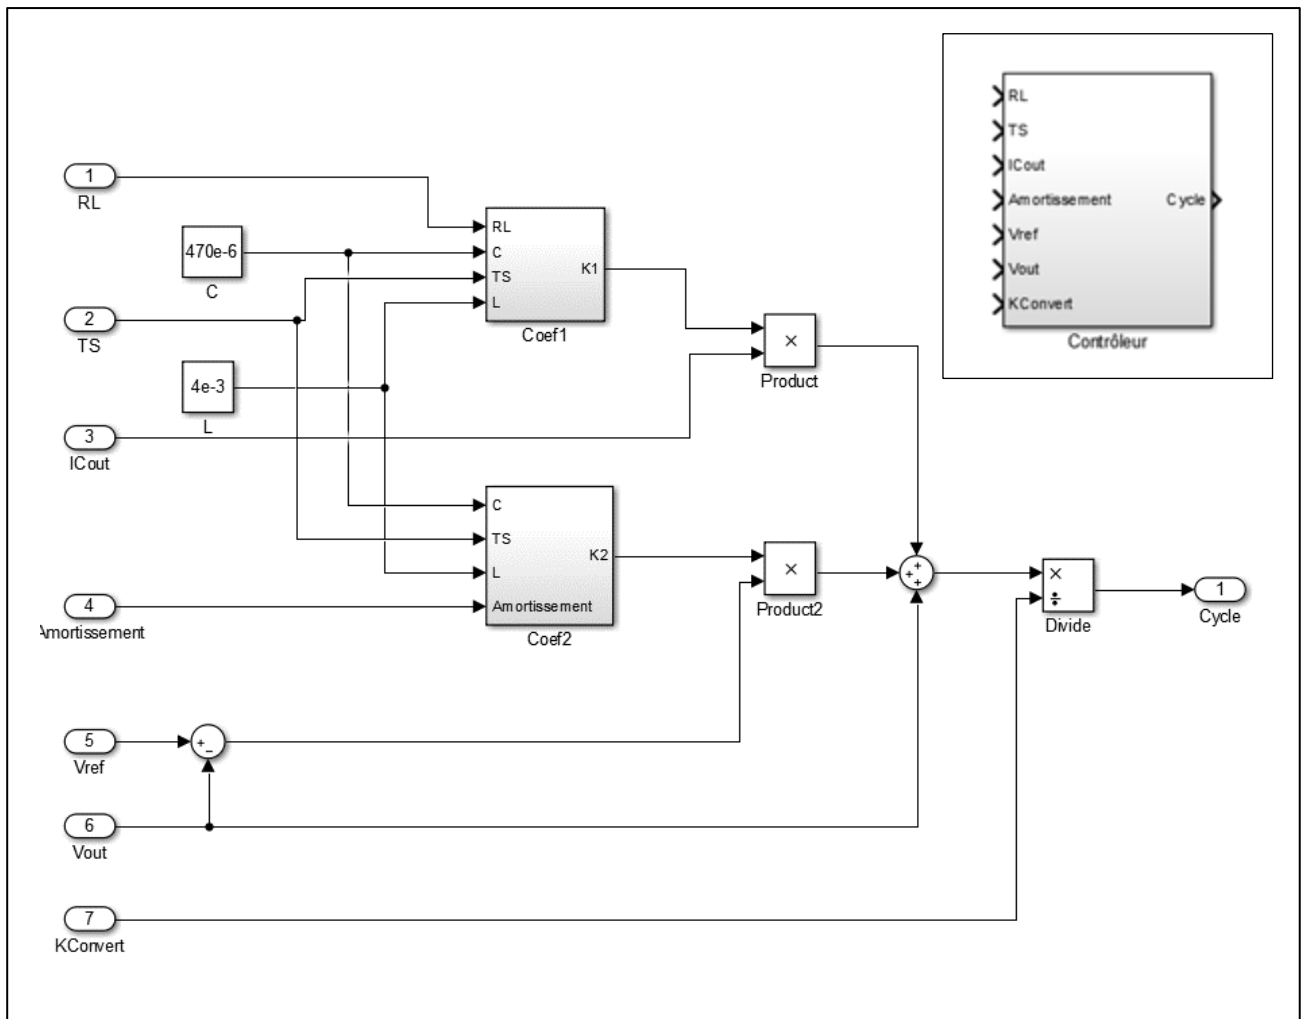 RL
TS
ICout
Amortissement
Cycle
Vref
Vout
KConvert
Contrôleur
1
RL
470e-6
C
2
TS
4e-3
L
3
ICout
RL
C
TS
L
K1
Coef1
×
Product
C
TS
L
Amortissement
K2
Coef2
×
Product2
4
Amortissement
+
+
+
×
÷
Divide
1
Cycle
5
Vref
+
−
6
Vout
7
KConvert